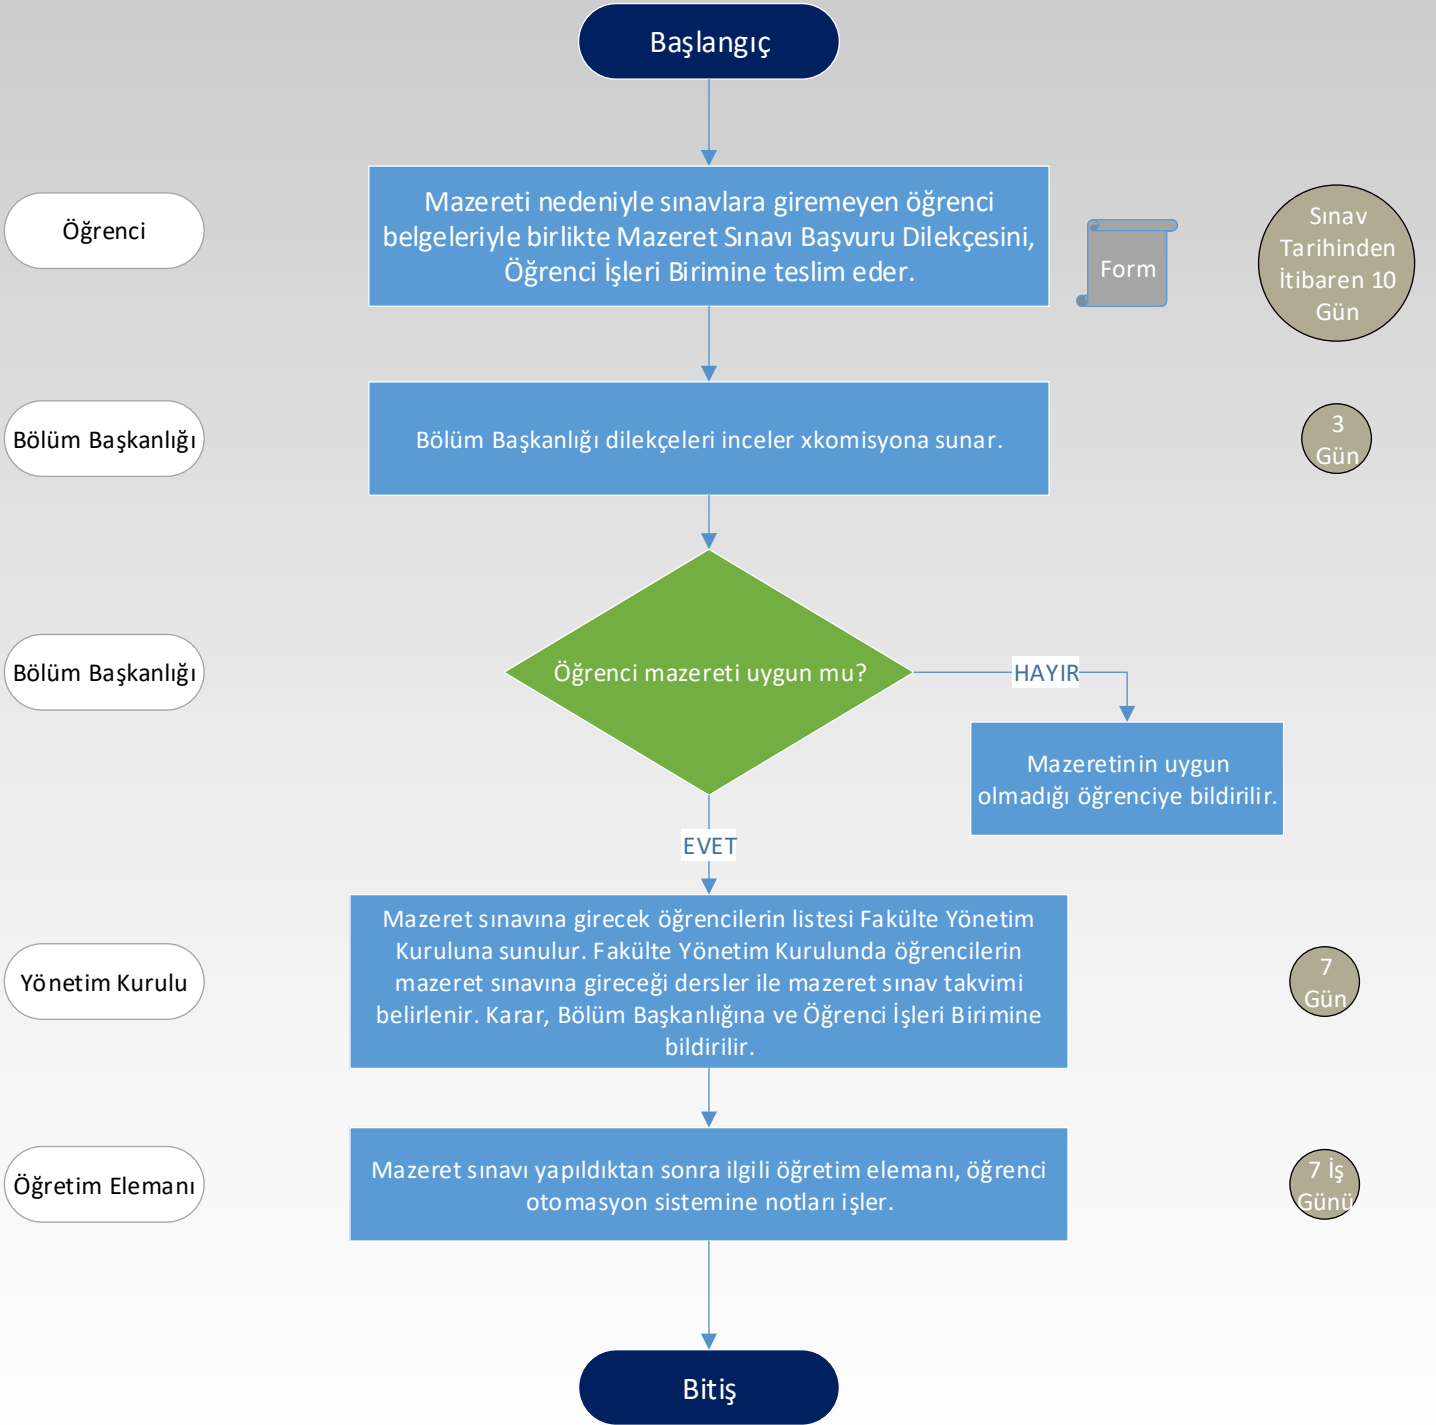 Başlangıç
Öğrenci
Mazereti nedeniyle sınavlara giremeyen öğrenci
belgeleriyle birlikte Mazeret Sınavı Başvuru Dilekçesini,
Öğrenci İşleri Birimine teslim eder.
Form
Sınav
Tarihinden
İtibaren 10
Gün
Bölüm Başkanlığı
Bölüm Başkanlığı dilekçeleri inceler xkomisyona sunar.
3
Gün
Bölüm Başkanlığı
Öğrenci mazereti uygun mu?
HAYIR
Mazeretinin uygun
olmadığı öğrenciye bildirilir.
EVET
Yönetim Kurulu
Mazeret sınavına girecek öğrencilerin listesi Fakülte Yönetim
Kuruluna sunulur. Fakülte Yönetim Kurulunda öğrencilerin
mazeret sınavına gireceği dersler ile mazeret sınav takvimi
belirlenir. Karar, Bölüm Başkanlığına ve Öğrenci İşleri Birimine
bildirilir.
7
Gün
Öğretim Elemanı
Mazeret sınavı yapıldıktan sonra ilgili öğretim elemanı, öğrenci
otomasyon sistemine notları işler.
7 İş
Günü
Bitiş